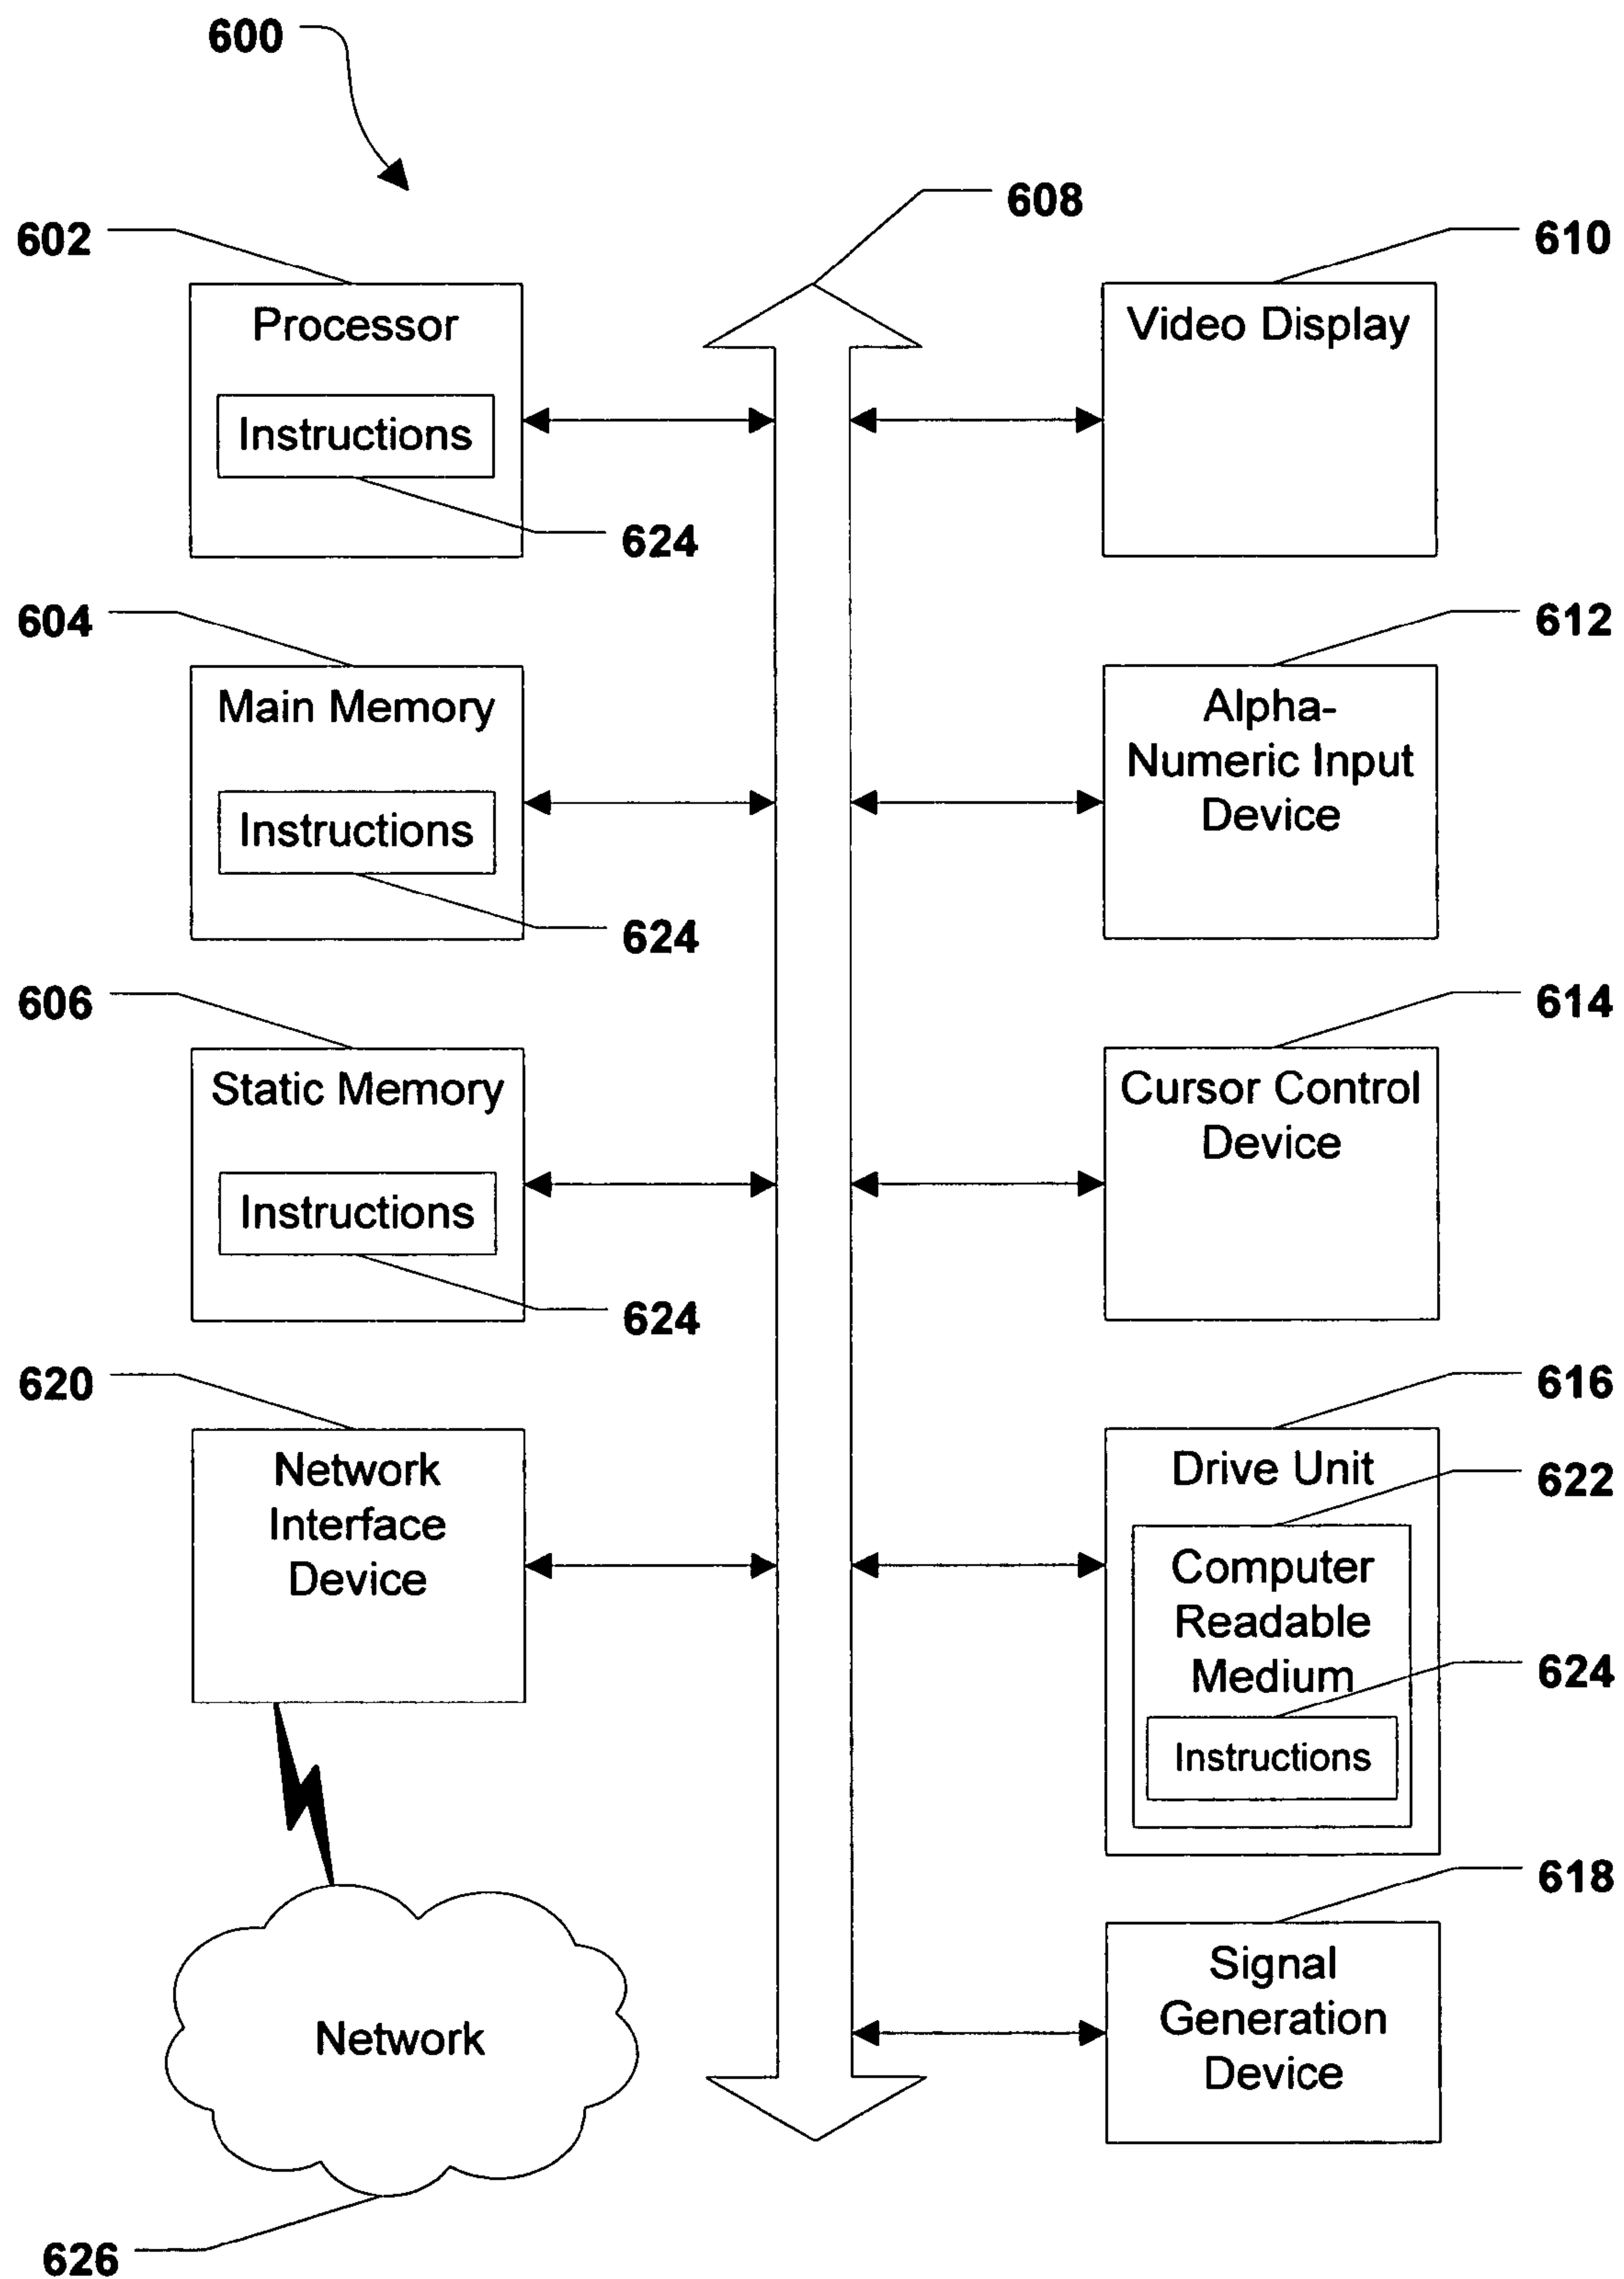 600
608
602
Processor
Instructions
624
610
Video Display
604
Main Memory
Instructions
624
612
Alpha-
Numeric Input
Device
606
Static Memory
Instructions
624
614
Cursor Control
Device
620
Network
Interface
Device
616
Drive Unit
622
Computer
Readable
Medium
624
Instructions
618
Signal
Generation
Device
Network
626